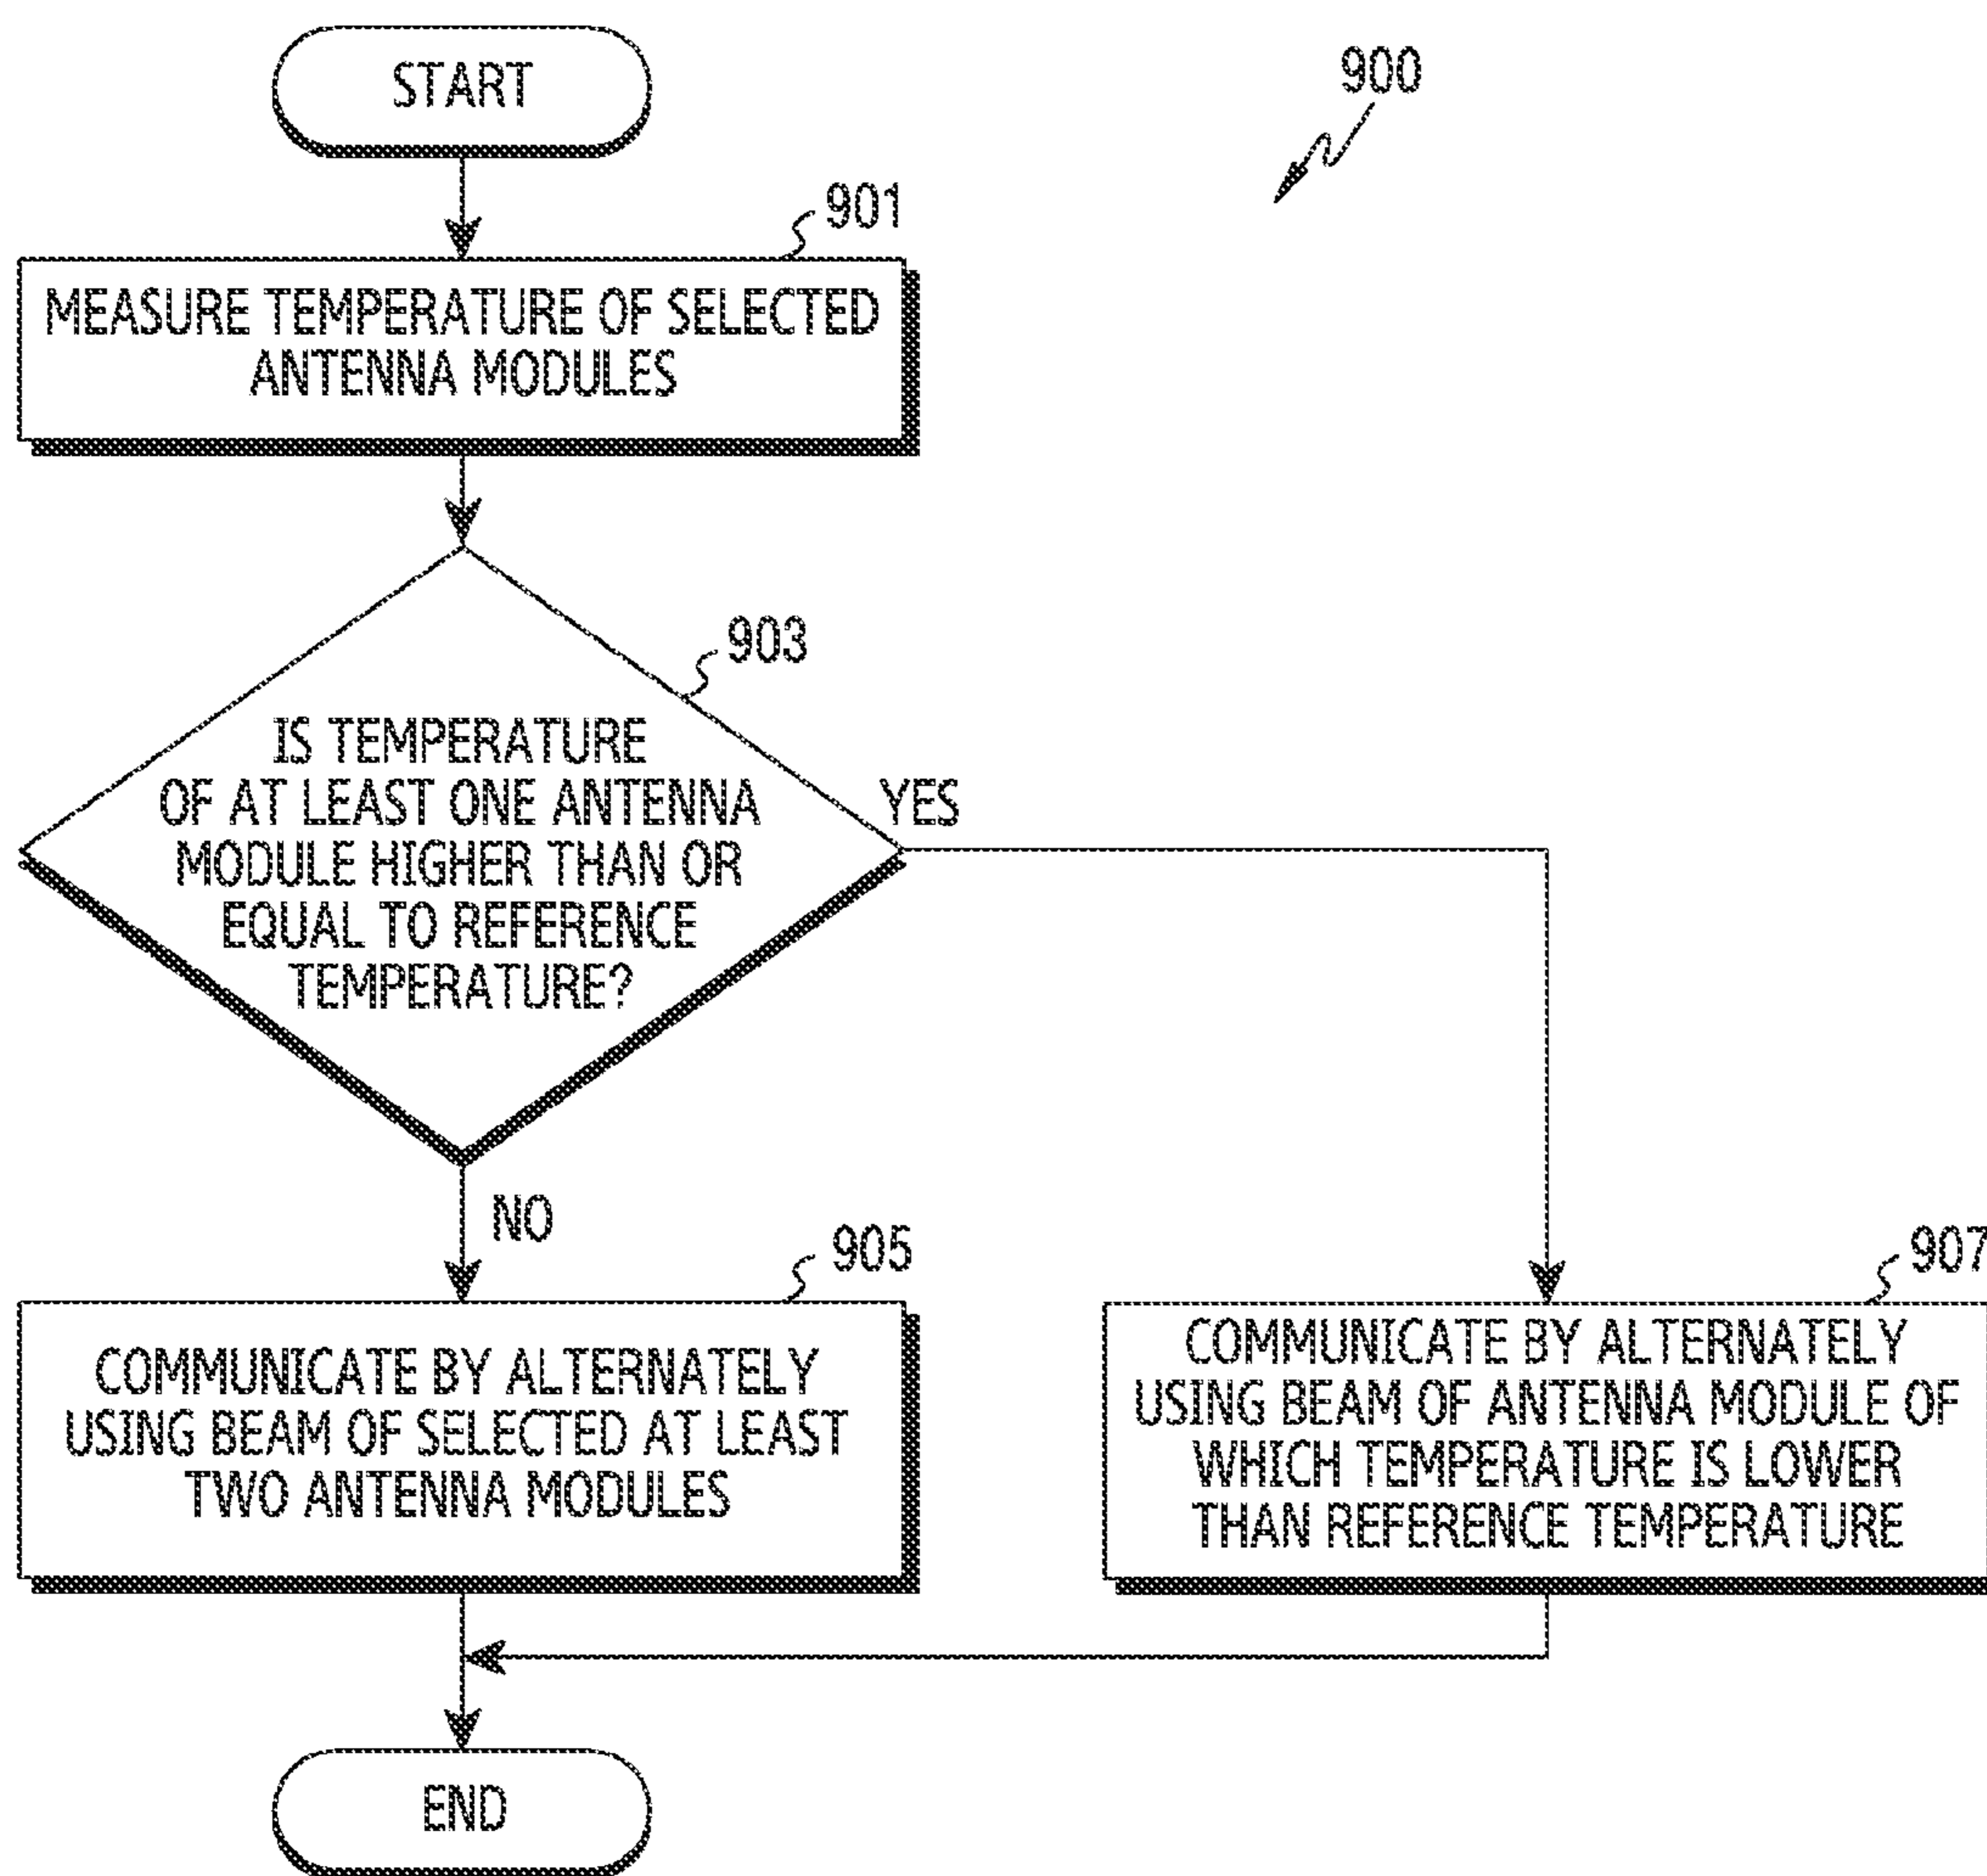 START
900
901
MEASURE TEMPERATURE OF SELECTED
ANTENNA MODULES
903
IS TEMPERATURE
OF AT LEAST ONE ANTENNA
MODULE HIGHER THAN OR
EQUAL TO REFERENCE
TEMPERATURE?
YES
NO
905
COMMUNICATE BY ALTERNATELY
USING BEAM OF SELECTED AT LEAST
TWO ANTENNA MODULES
907
COMMUNICATE BY ALTERNATELY
USING BEAM OF ANTENNA MODULE OF
WHICH TEMPERATURE IS LOWER
THAN REFERENCE TEMPERATURE
END